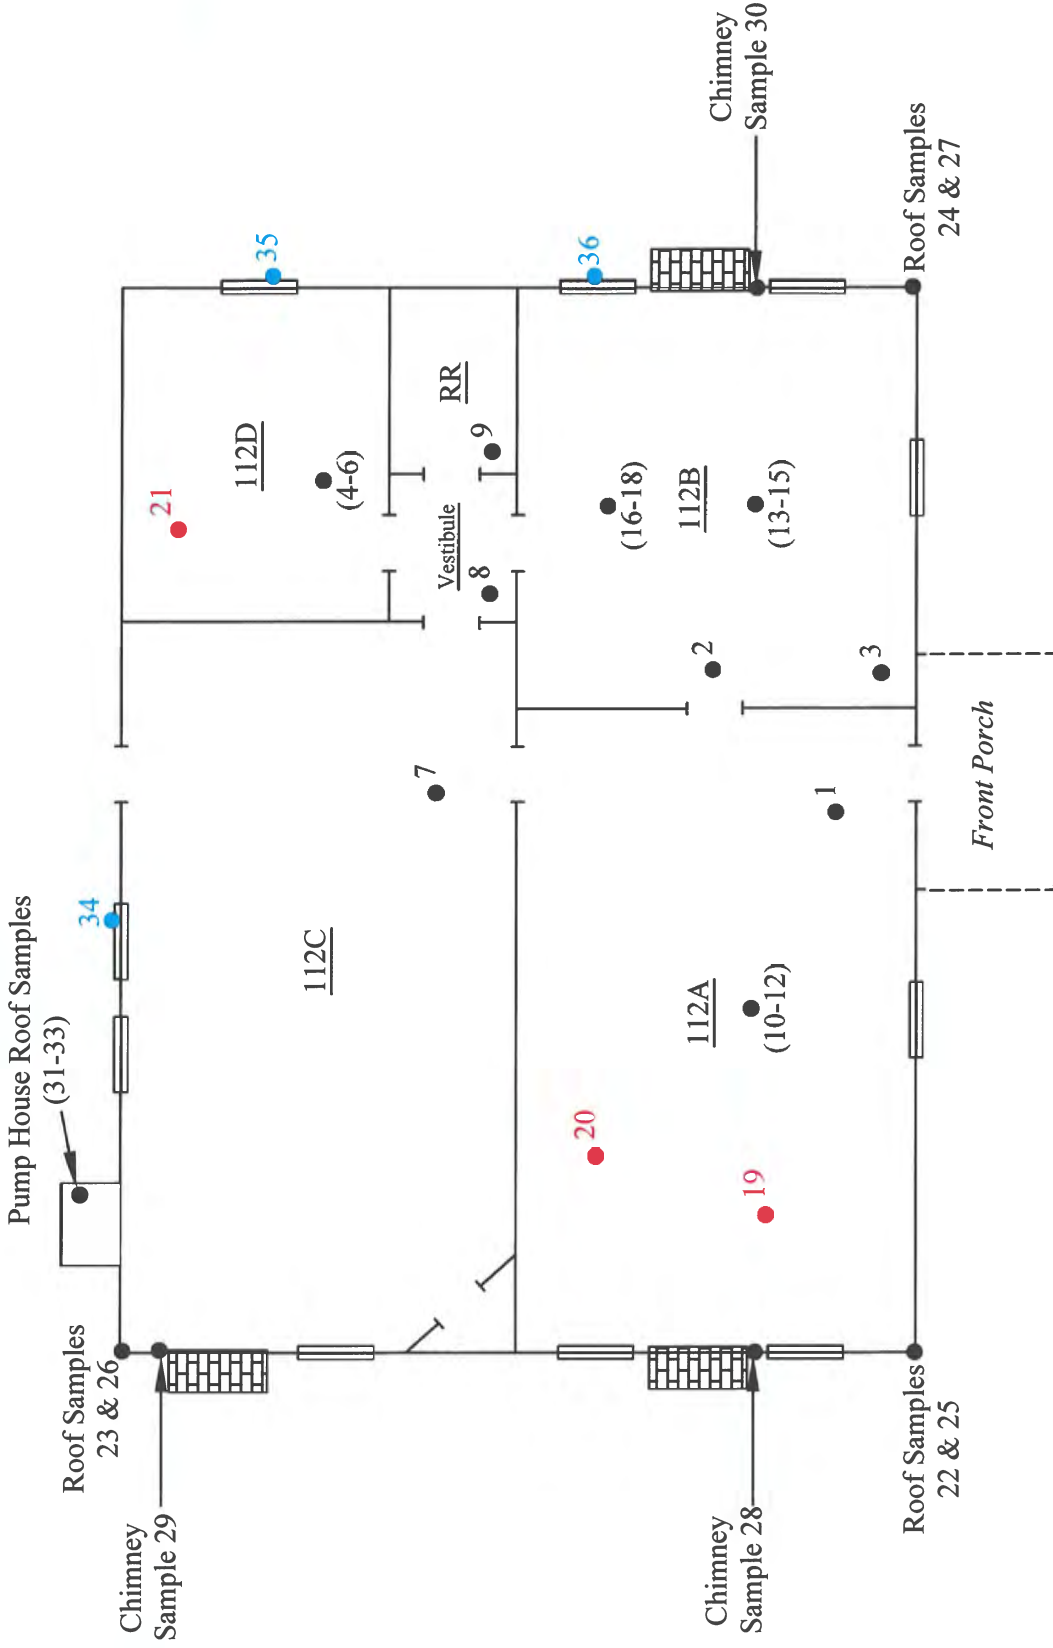 Pump House Roof Samples
(31-33)
34
21
35
112D
(4-6)
Roof Samples
23 & 26
Chimney
Sample 29
112C
7
Vestibule
8
RR
9
36
Chimney
Sample 30
20
19
112A
(10-12)
1
2
3
(16-18)
112B
(13-15)
Chimney
Sample 28
Roof Samples
22 & 25
Front Porch
Roof Samples
24 & 27